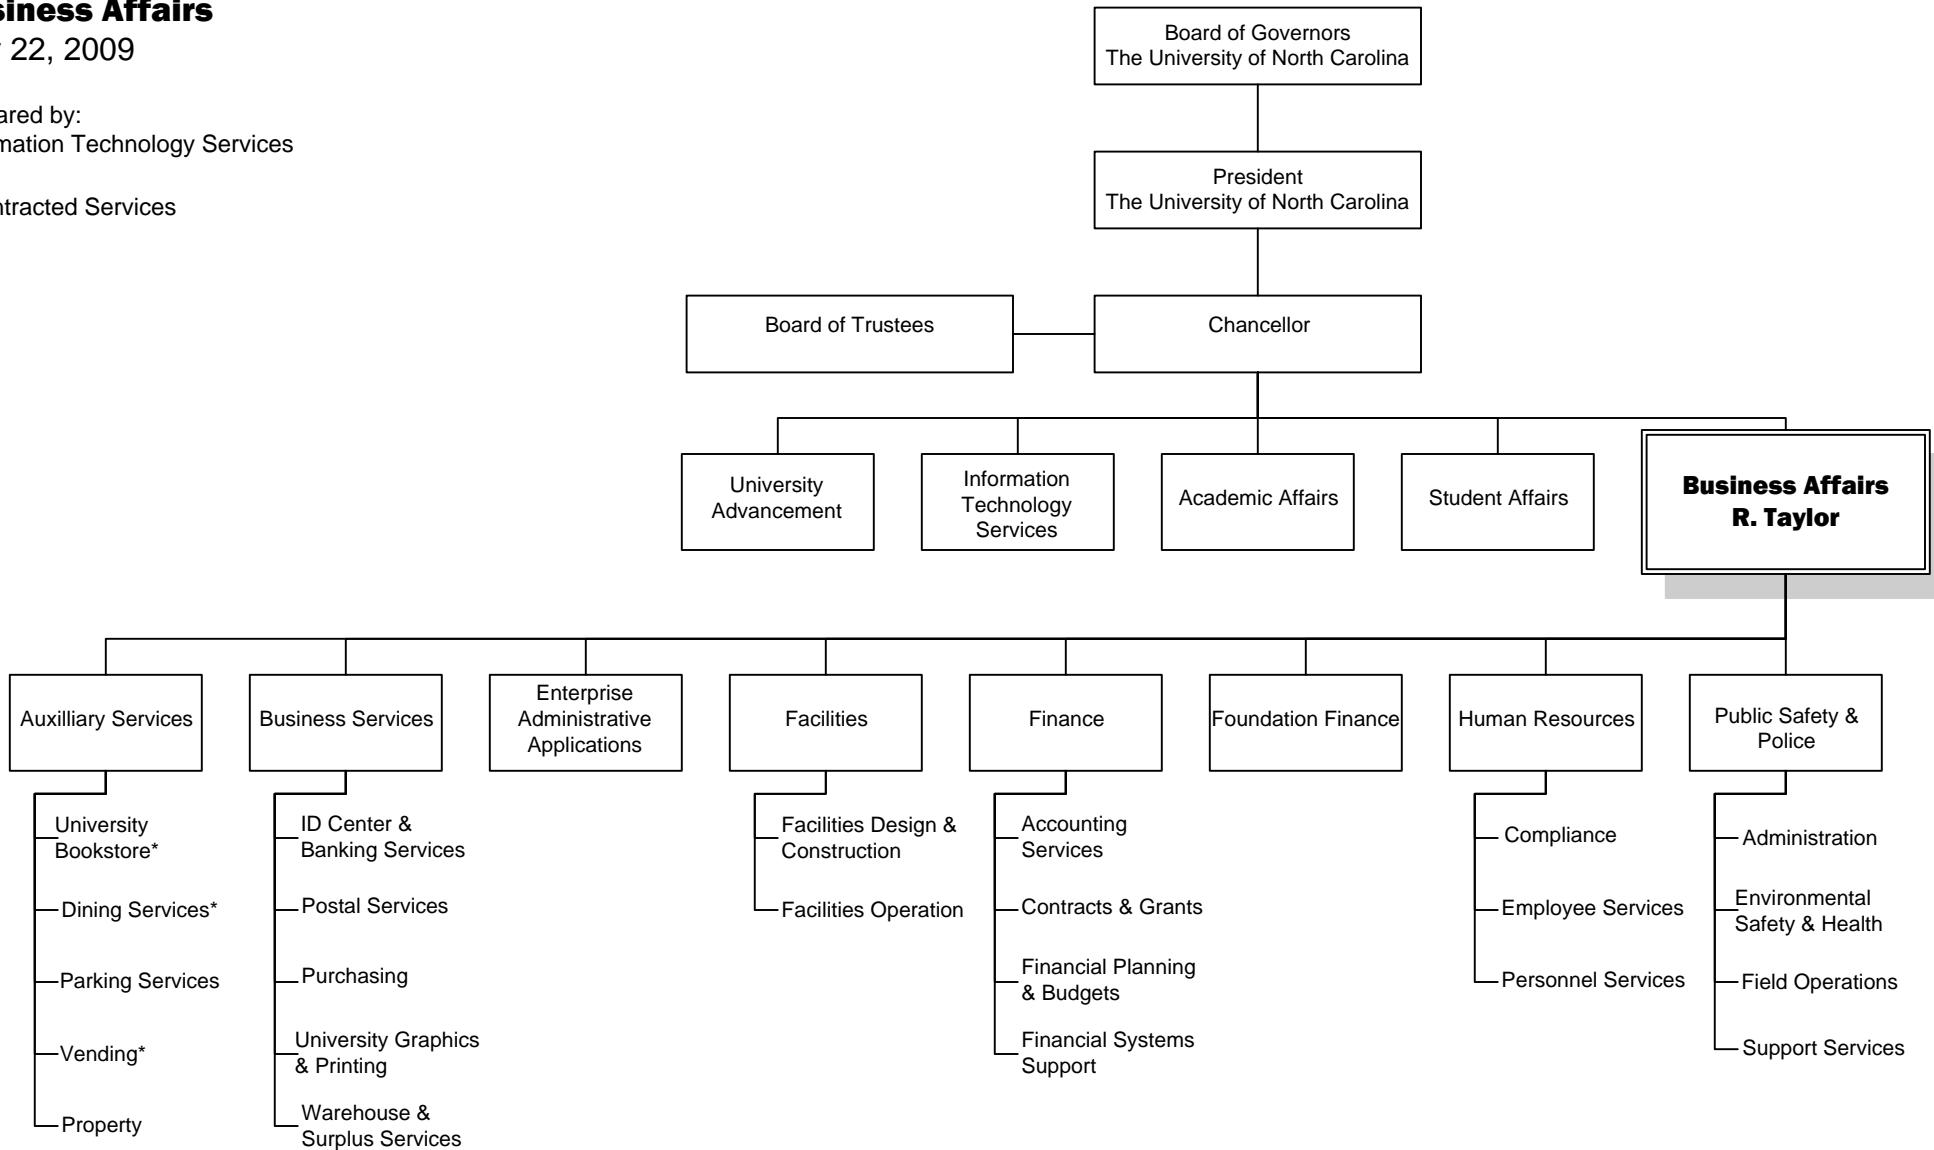 siness Affairs
22, 2009
ared by:
mation Technology Services
ntracted Services
Board of Governors
The University of North Carolina
President
The University of North Carolina
Board of Trustees
Chancellor
University
Advancement
Information
Technology
Services
Academic Affairs
Student Affairs
Business Affairs
R. Taylor
Auxilliary Services
Business Services
Enterprise
Administrative
Applications
Facilities
Finance
Foundation Finance
Human Resources
Public Safety &
Police
University
Bookstore*
Dining Services*
Parking Services
Vending*
Property
ID Center &
Banking Services
Postal Services
Purchasing
University Graphics
& Printing
Warehouse &
Surplus Services
Facilities Design &
Construction
Facilities Operation
Accounting
Services
Contracts & Grants
Financial Planning
& Budgets
Financial Systems
Support
Compliance
Employee Services
Personnel Services
Administration
Environmental
Safety & Health
Field Operations
Support Services